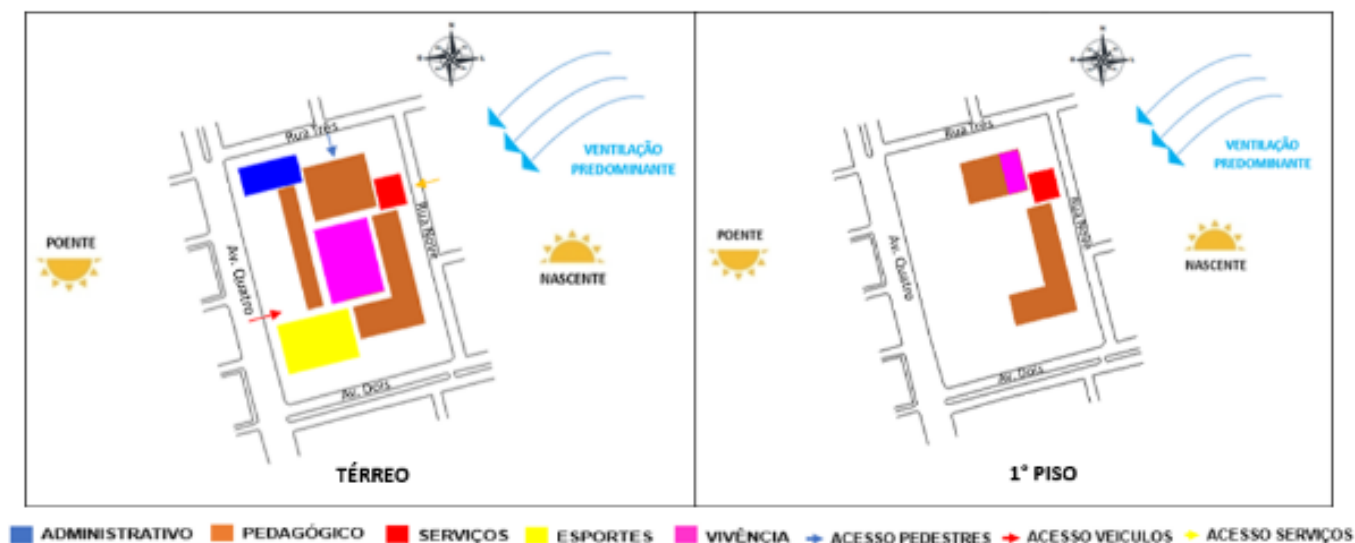 N
L
Rua Três
VENTILAÇÃO
PREDOMINANTE
Rua Nove
POENTE
NASCENTE
Av. Quatro
Av. Dois
TÉRREO
N
L
Rua Três
VENTILAÇÃO
PREDOMINANTE
Rua Nove
POENTE
NASCENTE
Av. Quatro
Av. Dois
1° PISO
ADMINISTRATIVO PEDAGÓGICO SERVIÇOS ESPORTES VIVÊNCIA ACESSO PEDESTRES ACESSO VEICULOS ACESSO SERVIÇOS